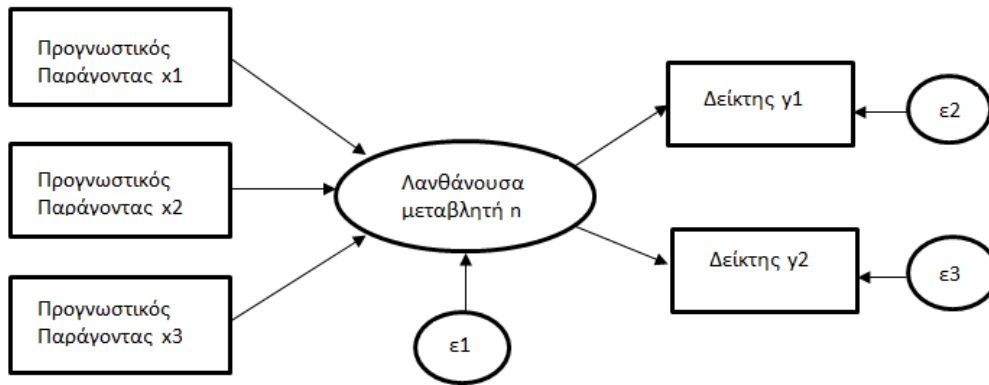 Προγνωστικός
Παράγοντας x1
Προγνωστικός
Παράγοντας x2
Προγνωστικός
Παράγοντας x3
Λανθάνουσα
μεταβλητή n
ε1
Δείκτης y1
ε2
Δείκτης y2
ε3